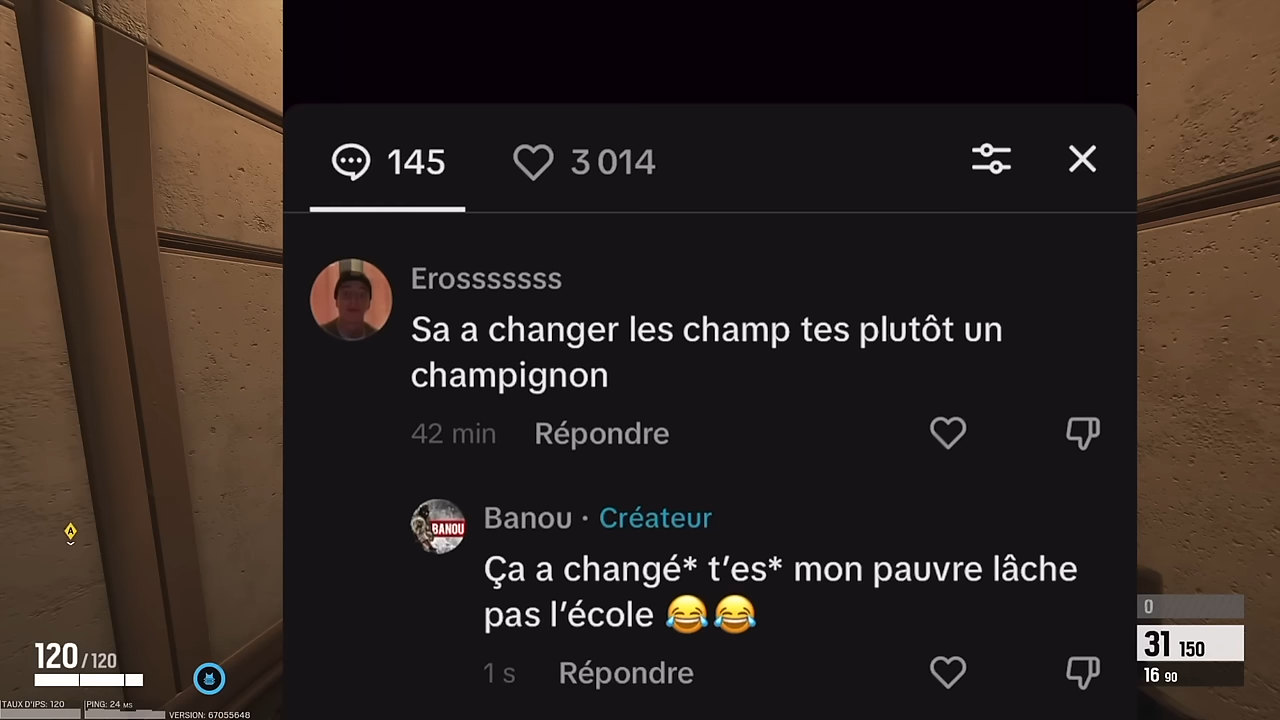 145
3 014
Erosssssss
Sa a changer les champ tes plutôt un
champignon
42 min Répondre
BANOU
Banou · Créateur
Ça a changé* t’es* mon pauvre lâche
pas l’école 😂😂
1 s Répondre
A
0
31 150
16 90
120 / 120
TAUX D'IPS: 120 PING: 24 MS
VERSION: 67055648